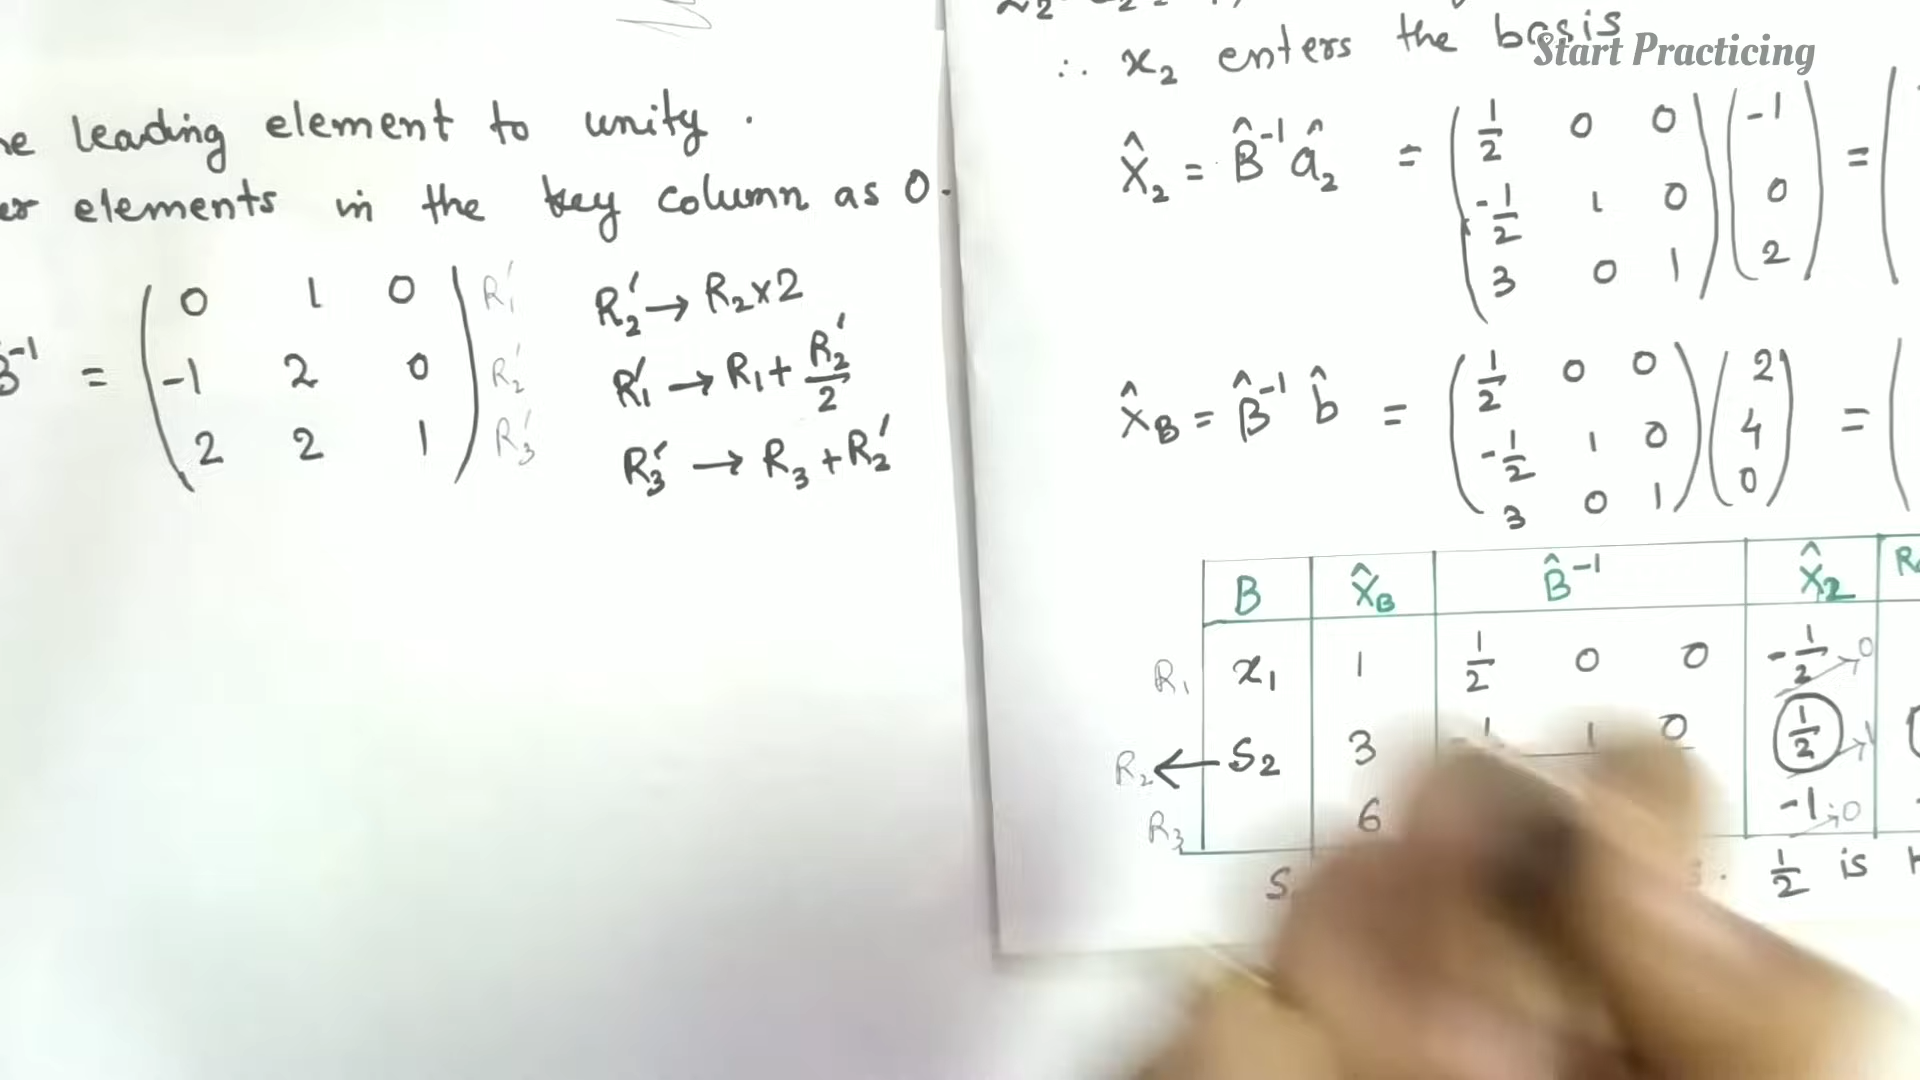 leading element to unity.
elements in the key column as 0.
-1 = ( 0 1 0 ) R₁' R₂' → R₂×2
( -1 2 0 ) R₂' R₁' → R₁ + R₂'/2
( 2 2 1 ) R₃' R₃' → R₃ + R₂'
Start Practicing
∴ x₂ enters the basis
X̂₂ = B̂⁻¹ â₂ = ( 1/2 0 0 ) ( -1 ) = (
( -1/2 1 0 ) ( 0 )
( 3 0 1 ) ( 2 )
X̂_B = B̂⁻¹ b̂ = ( 1/2 0 0 ) ( 2 ) = (
( -1/2 1 0 ) ( 4 )
( 3 0 1 ) ( 0 )
B X̂_B B̂⁻¹ X̂₂
R₁ x₁ 1 1/2 0 0 -1/2 → 0
R₂ ← S₂ 3 1 0 1/2 → 1
R₃ 6 -1 → 0
1/2 is